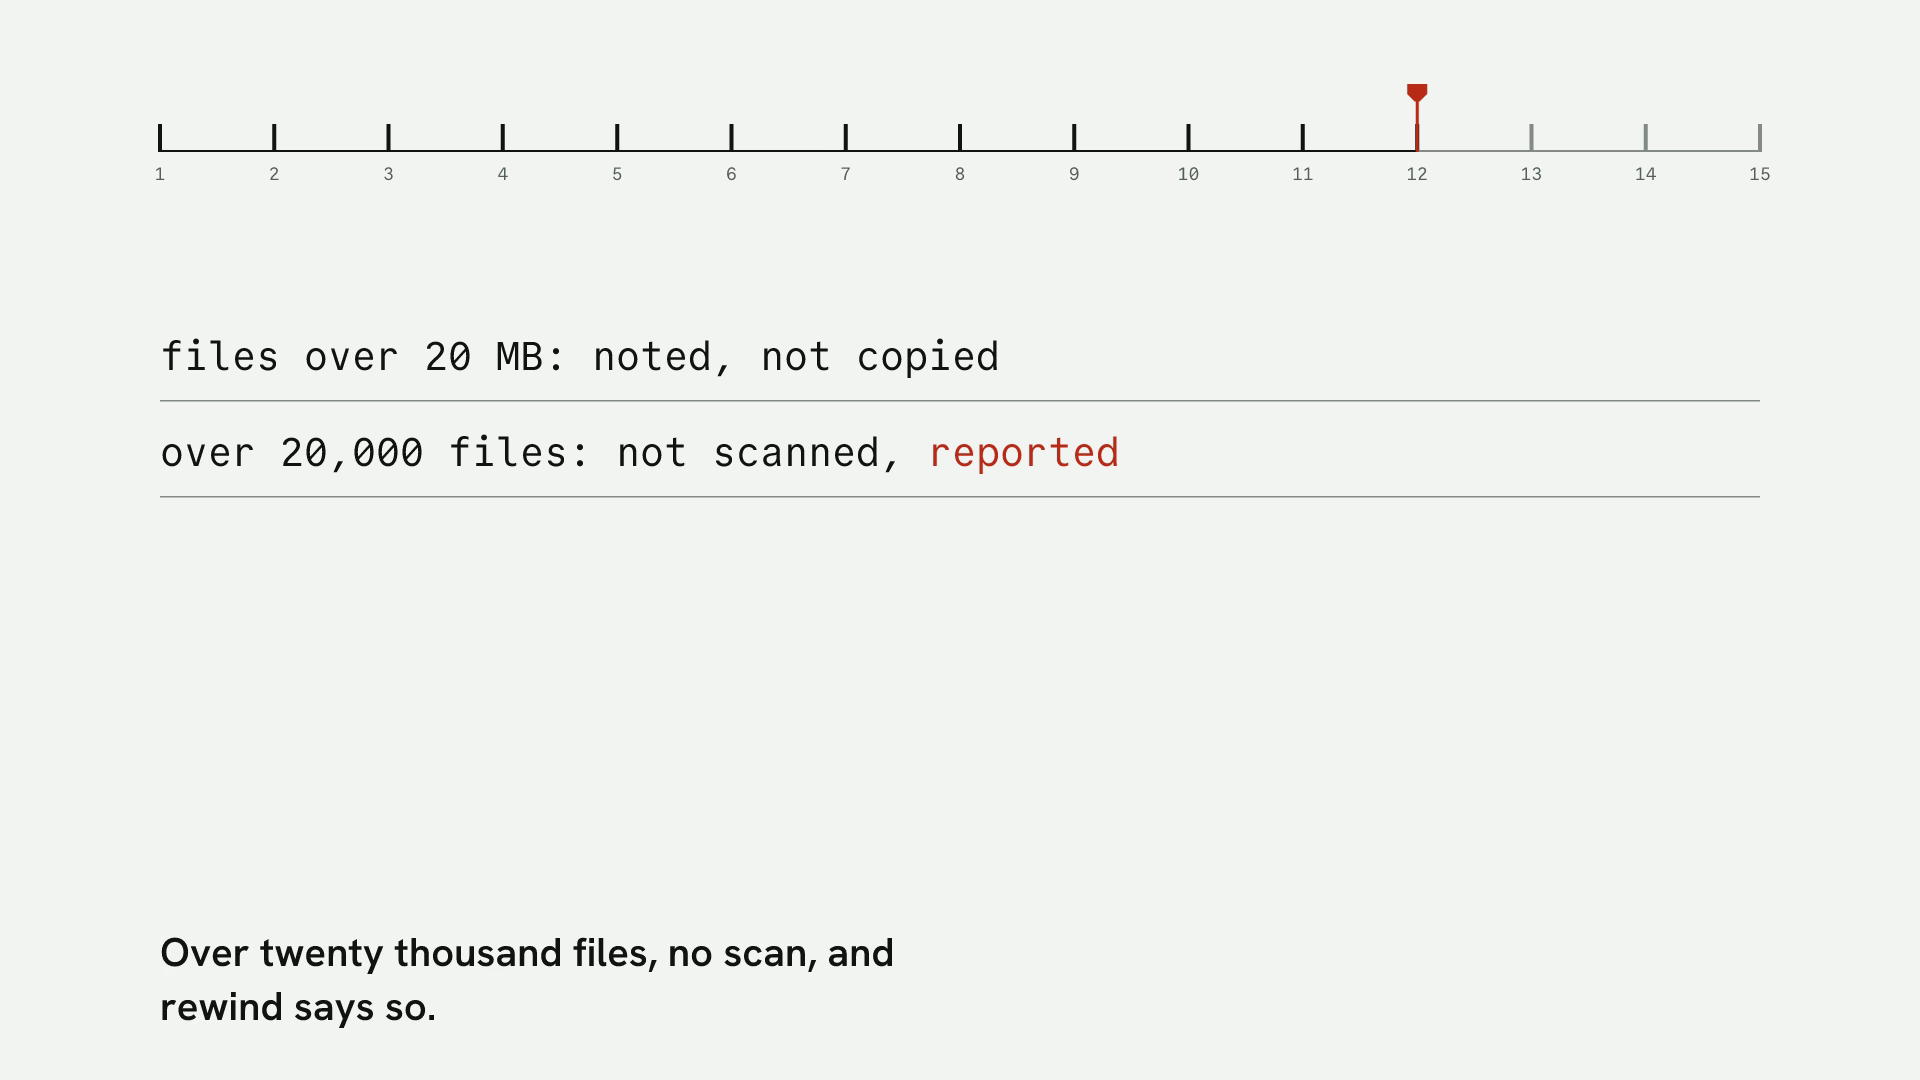 1 2 3 4 5 6 7 8 9 10 11 12 13 14 15
files over 20 MB: noted, not copied
over 20,000 files: not scanned, reported
Over twenty thousand files, no scan, and
rewind says so.